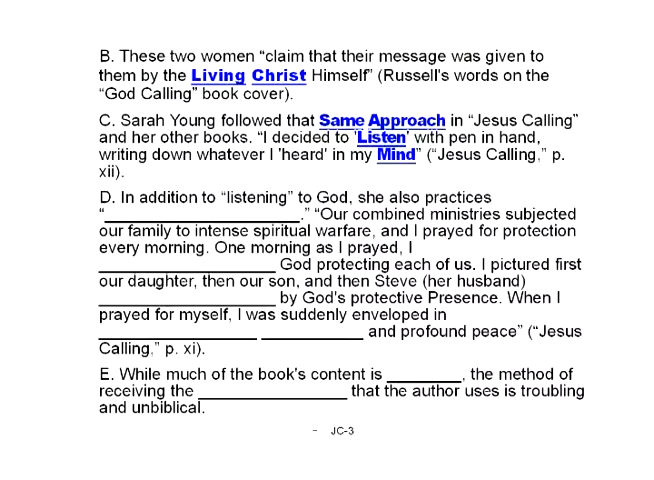 B. These two women “claim that their message was given to
them by the Living Christ Himself” (Russell's words on the
“God Calling” book cover).
C. Sarah Young followed that Same Approach in “Jesus Calling”
and her other books. “I decided to 'Listen' with pen in hand,
writing down whatever I 'heard' in my Mind” (“Jesus Calling,” p.
xii).
D. In addition to “listening” to God, she also practices
“______________________.” “Our combined ministries subjected
our family to intense spiritual warfare, and I prayed for protection
every morning. One morning as I prayed, I
____________________ God protecting each of us. I pictured first
our daughter, then our son, and then Steve (her husband)
____________________ by God's protective Presence. When I
prayed for myself, I was suddenly enveloped in
__________________ ____________ and profound peace” (“Jesus
Calling,” p. xi).
E. While much of the book's content is _________, the method of
receiving the _________________ that the author uses is troubling
and unbiblical.
- JC-3